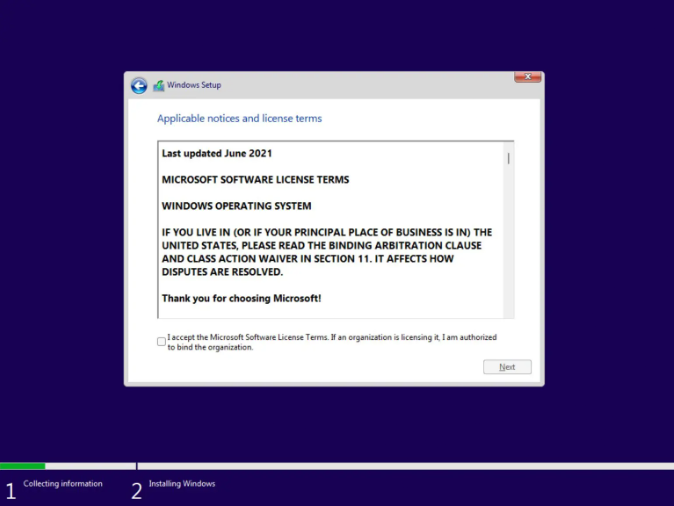 Windows Setup
Applicable notices and license terms
Last updated June 2021
MICROSOFT SOFTWARE LICENSE TERMS
WINDOWS OPERATING SYSTEM
IF YOU LIVE IN (OR IF YOUR PRINCIPAL PLACE OF BUSINESS IS IN) THE
UNITED STATES, PLEASE READ THE BINDING ARBITRATION CLAUSE
AND CLASS ACTION WAIVER IN SECTION 11. IT AFFECTS HOW
DISPUTES ARE RESOLVED.
Thank you for choosing Microsoft!
I accept the Microsoft Software License Terms. If an organization is licensing it, I am authorized
to bind the organization.
Next
1 Collecting information
2 Installing Windows